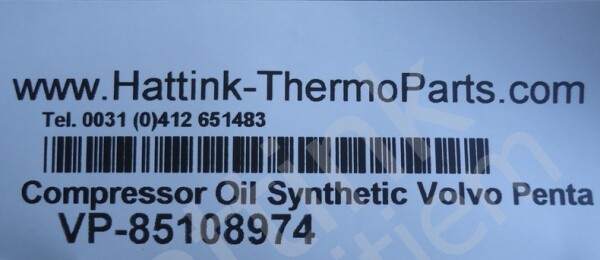 www.Hattink-ThermoParts.com
Tel. 0031 (0)412 651483
Compressor Oil Synthetic Volvo Penta
VP-85108974